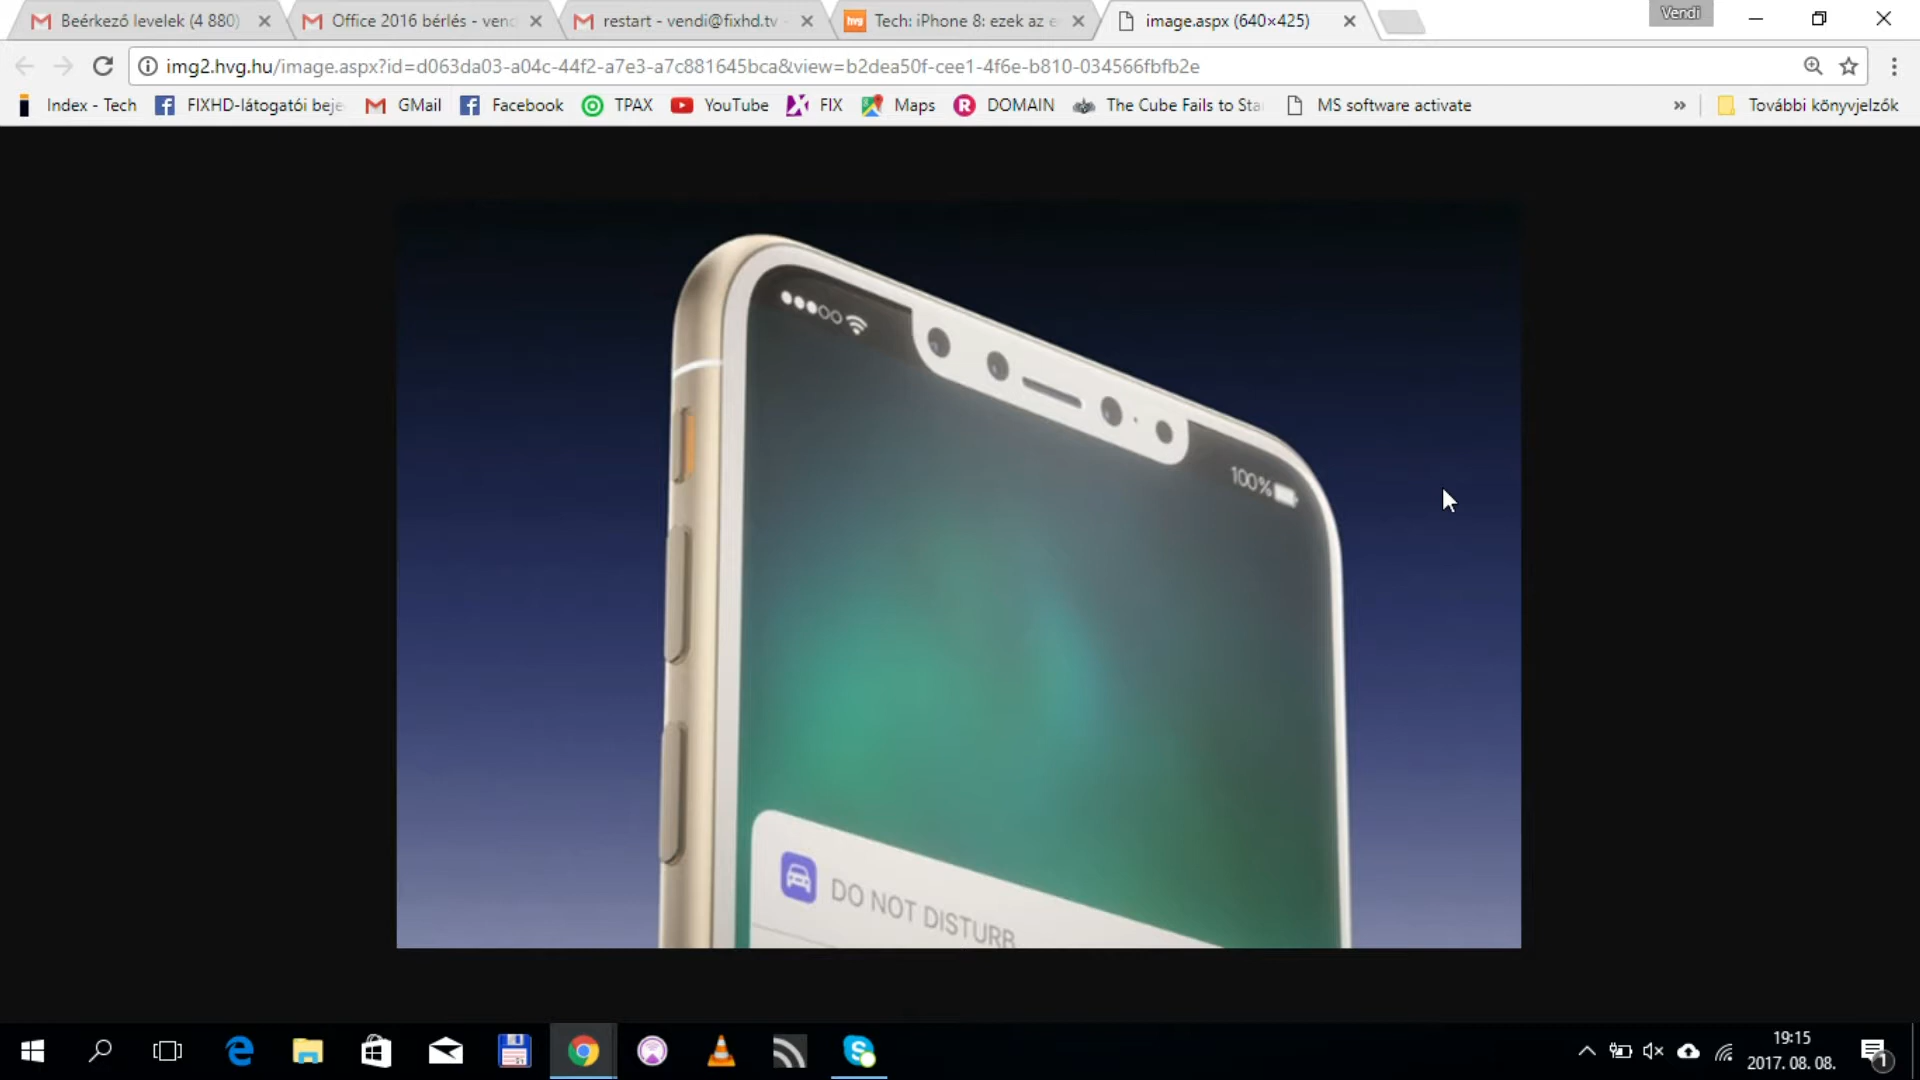 Beérkező levelek (4 880)
Office 2016 bérlés - vend
restart - vendi@fixhd.tv -
hvg Tech: iPhone 8: ezek az e
image.aspx (640×425)
Vendi
img2.hvg.hu/image.aspx?id=d063da03-a04c-44f2-a7e3-a7c881645bca&view=b2dea50f-cee1-4f6e-b810-034566fbfb2e
Index - Tech
FIXHD-látogatói beje
GMail
Facebook
TPAX
YouTube
FIX
Maps
DOMAIN
The Cube Fails to Sta
MS software activate
»
További könyvjelzők
100%
DO NOT DISTURB
19:15
2017. 08. 08.
1